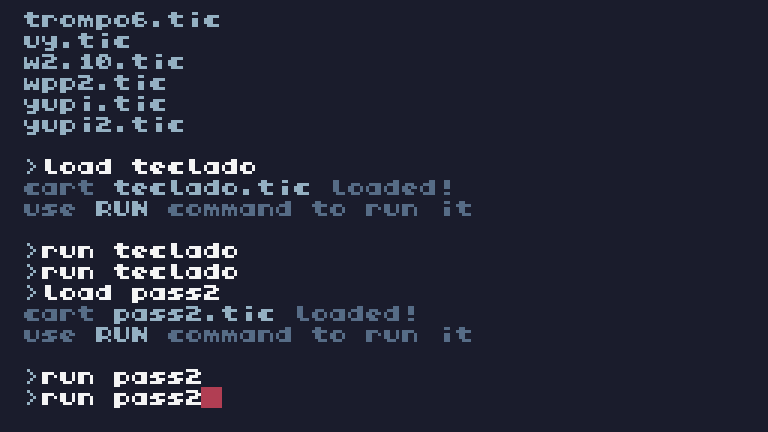 trompo6.tic
uy.tic
w2.10.tic
wpp2.tic
yupi.tic
yupi2.tic
>load teclado
cart teclado.tic loaded!
use RUN command to run it
>run teclado
>run teclado
>load pass2
cart pass2.tic loaded!
use RUN command to run it
>run pass2
>run pass2